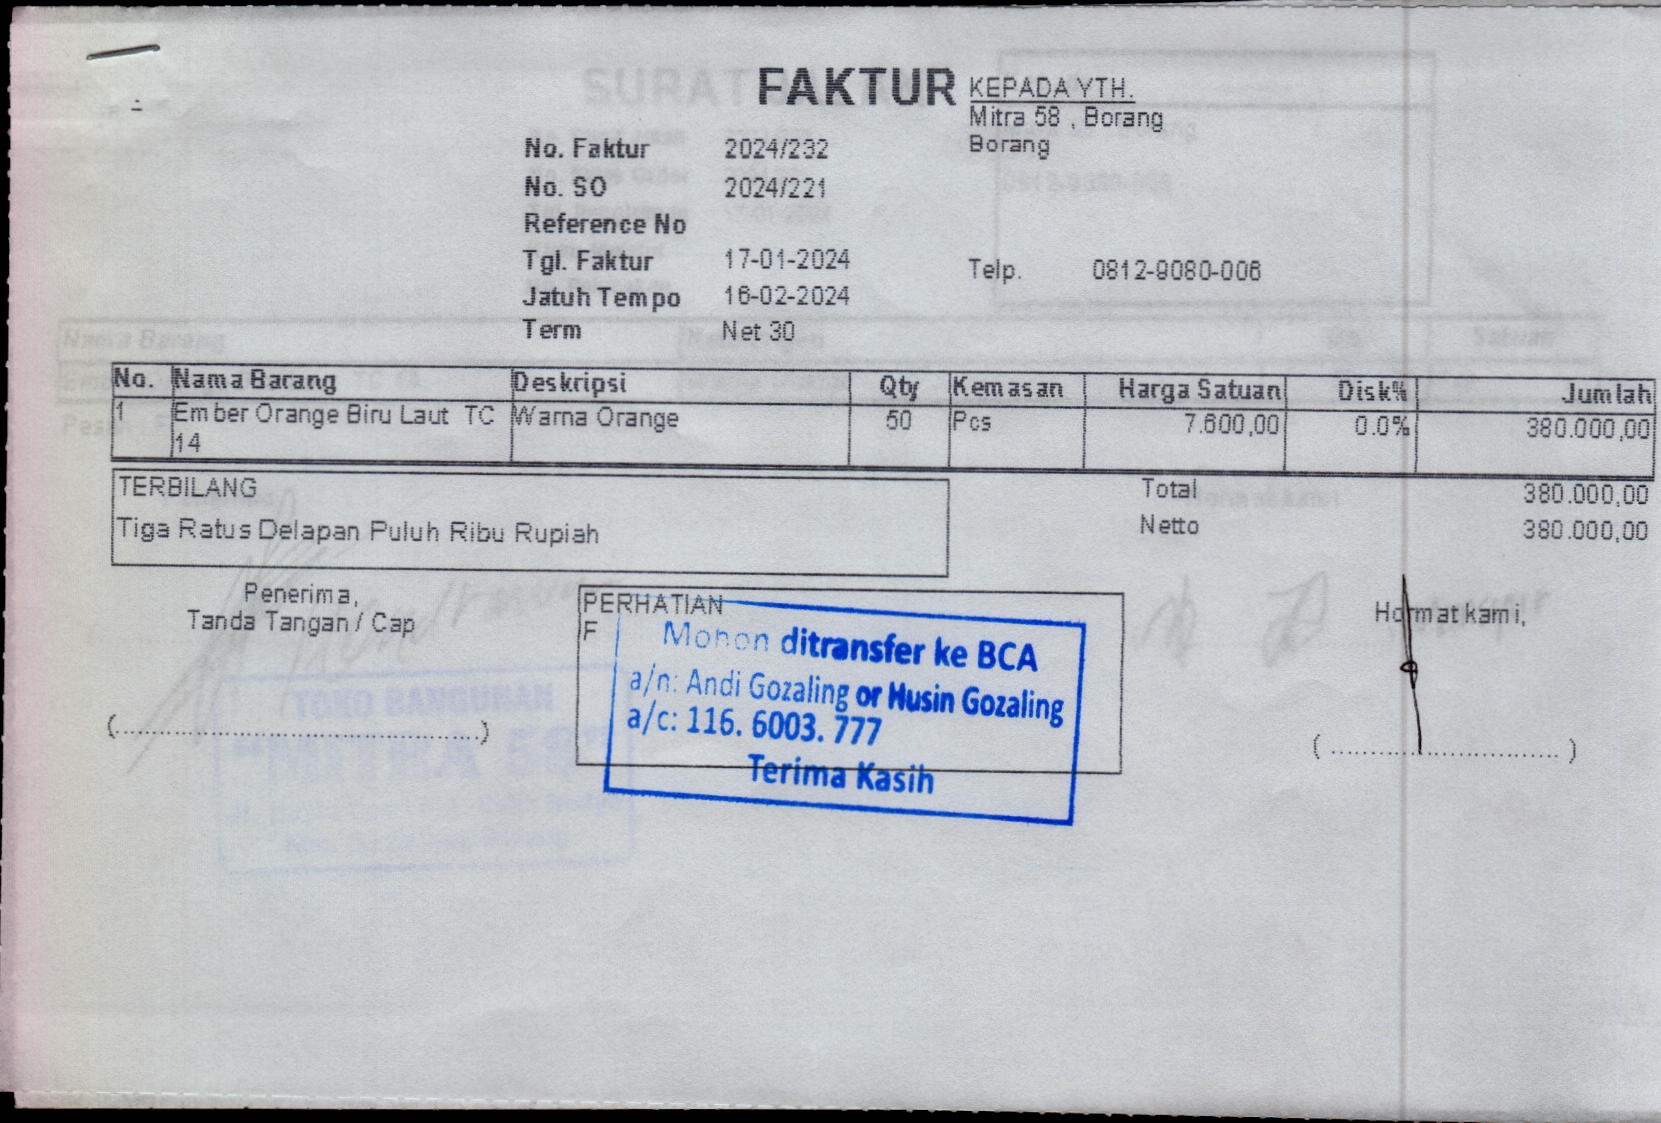 FAKTUR
KEPADA YTH.
Mitra 58 , Borang
Borang
No. Faktur 2024/232
No. SO 2024/221
Reference No
Tgl. Faktur 17-01-2024
Telp. 0812-9080-006
Jatuh Tempo 16-02-2024
Term Net 30
No. Nama Barang Deskripsi Qty Kemasan Harga Satuan Disk% Jumlah
1 Ember Orange Biru Laut TC Warna Orange 50 Pcs 7.600,00 0.0% 380.000,00
14
TERBILANG
Tiga Ratus Delapan Puluh Ribu Rupiah
Total 380.000,00
Netto 380.000,00
Penerima,
Tanda Tangan / Cap
(..........................................)
PERHATIAN
F
Mohon ditransfer ke BCA
a/n: Andi Gozaling or Husin Gozaling
a/c: 116. 6003. 777
Terima Kasih
Hormat kami,
( .................................. )
TOKO BANGUNAN
"MITRA 58"